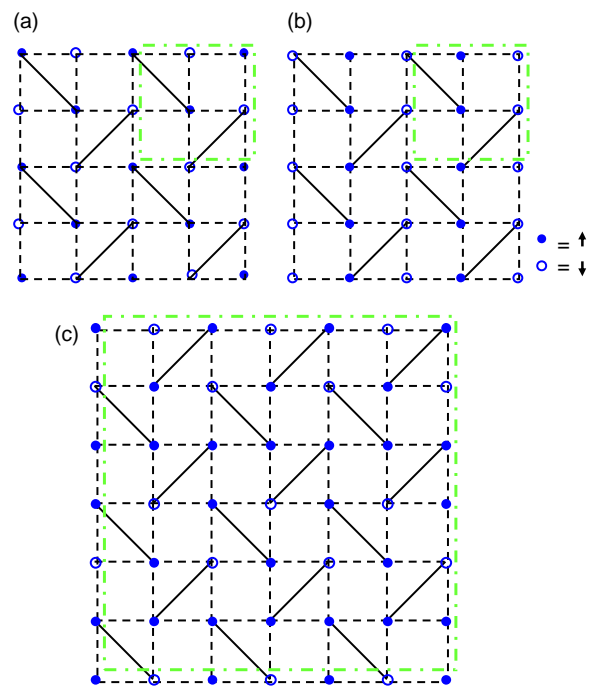 (a)
(b)
= ↑
= ↓
(c)